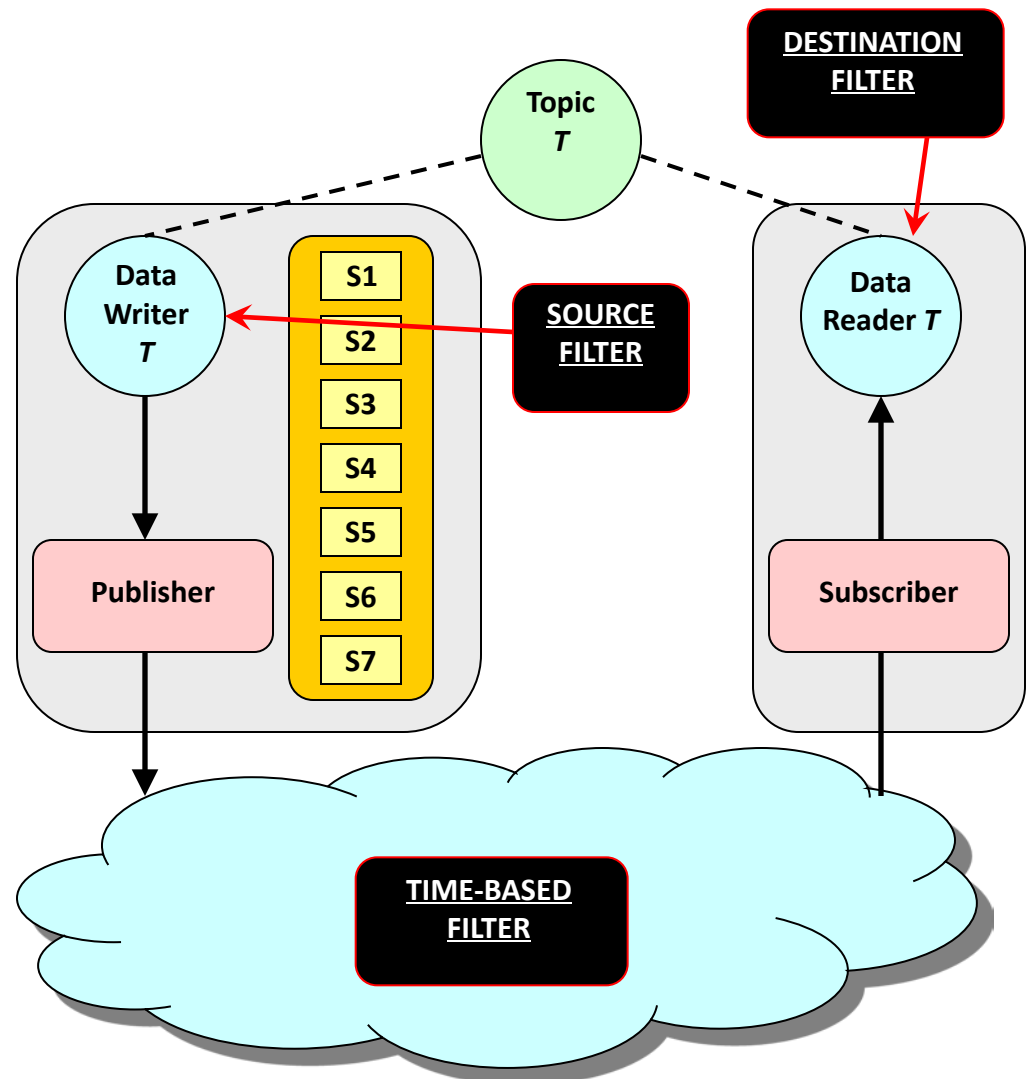 DESTINATION
FILTER
Topic
T
Data
Writer
T
S1
S2
S3
S4
S5
S6
S7
SOURCE
FILTER
Data
Reader T
Publisher
Subscriber
TIME-BASED
FILTER